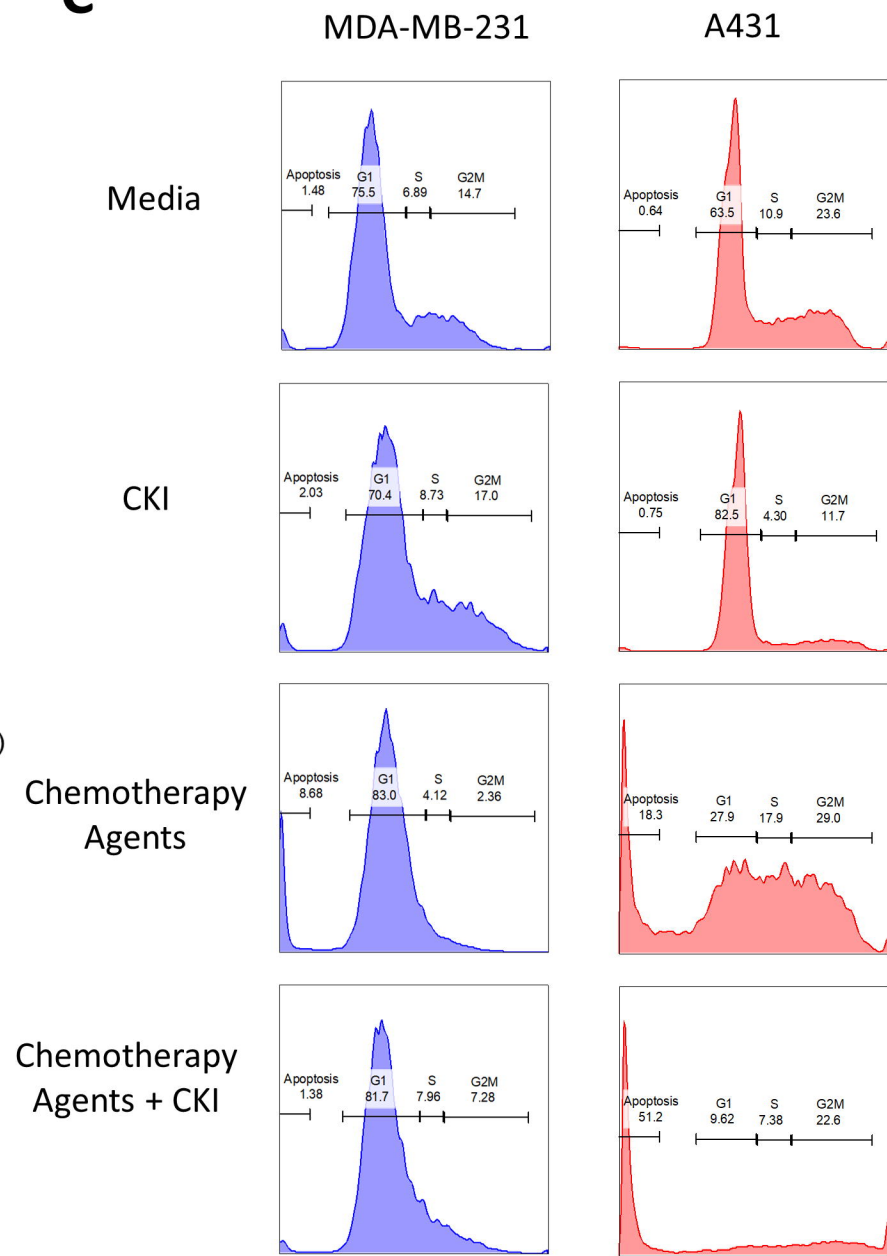 C
MDA-MB-231 A431
Media
Apoptosis G1 S G2M
1.48 75.5 6.89 14.7
Apoptosis G1 S G2M
0.64 63.5 10.9 23.6
CKI
Apoptosis G1 S G2M
2.03 70.4 8.73 17.0
Apoptosis G1 S G2M
0.75 82.5 4.30 11.7
)
Chemotherapy
Agents
Apoptosis G1 S G2M
8.68 83.0 4.12 2.36
Apoptosis G1 S G2M
18.3 27.9 17.9 29.0
Chemotherapy
Agents + CKI
Apoptosis G1 S G2M
1.38 81.7 7.96 7.28
Apoptosis G1 S G2M
51.2 9.62 7.38 22.6